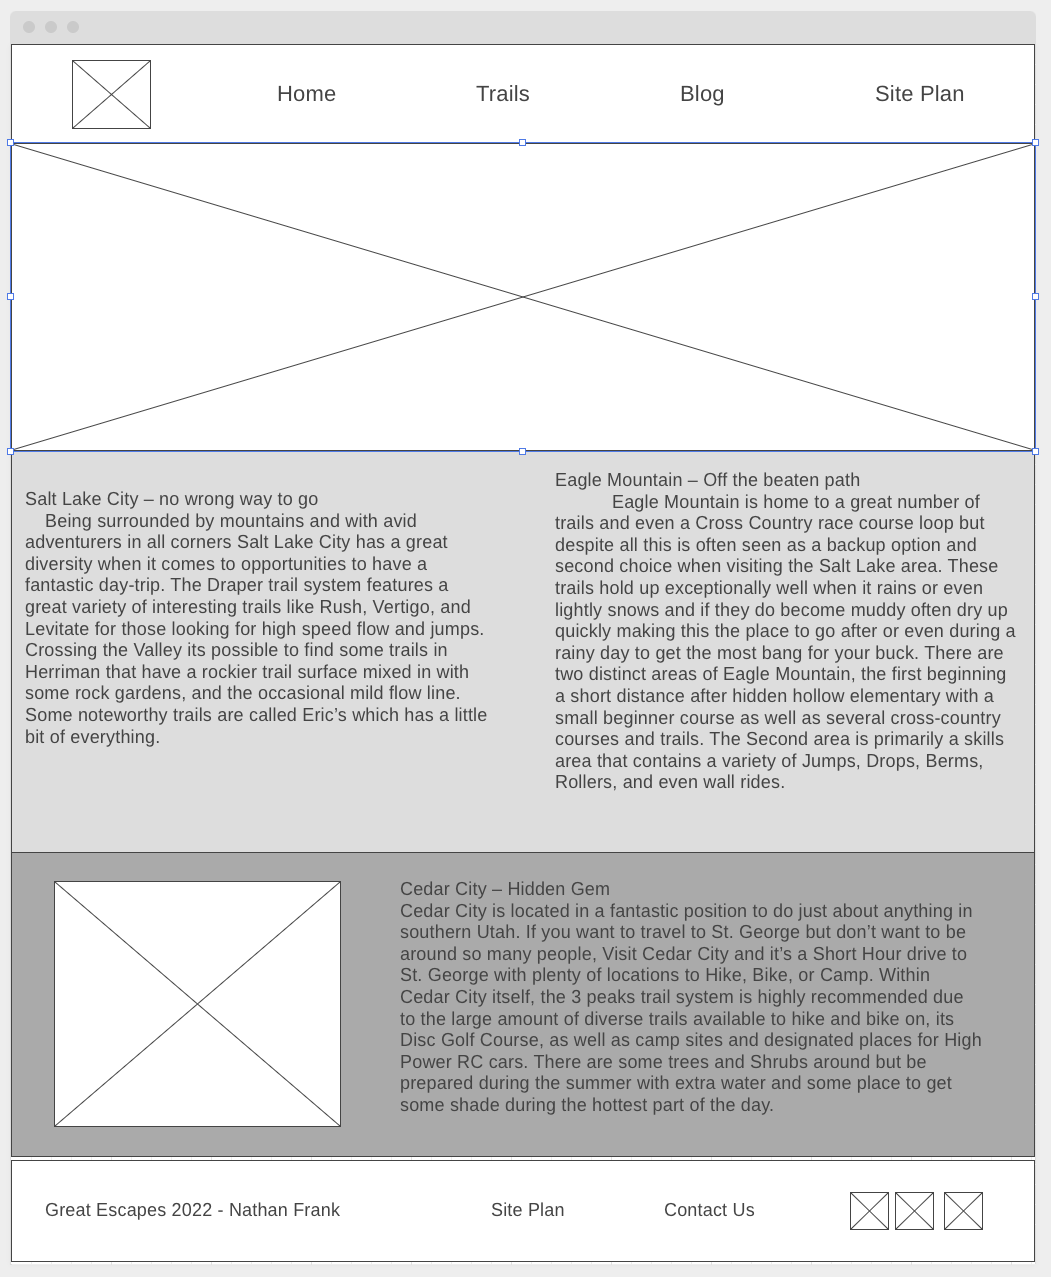 Home
Trails
Blog
Site Plan
Salt Lake City – no wrong way to go
Being surrounded by mountains and with avid
adventurers in all corners Salt Lake City has a great
diversity when it comes to opportunities to have a
fantastic day-trip. The Draper trail system features a
great variety of interesting trails like Rush, Vertigo, and
Levitate for those looking for high speed flow and jumps.
Crossing the Valley its possible to find some trails in
Herriman that have a rockier trail surface mixed in with
some rock gardens, and the occasional mild flow line.
Some noteworthy trails are called Eric’s which has a little
bit of everything.
Eagle Mountain – Off the beaten path
Eagle Mountain is home to a great number of
trails and even a Cross Country race course loop but
despite all this is often seen as a backup option and
second choice when visiting the Salt Lake area. These
trails hold up exceptionally well when it rains or even
lightly snows and if they do become muddy often dry up
quickly making this the place to go after or even during a
rainy day to get the most bang for your buck. There are
two distinct areas of Eagle Mountain, the first beginning
a short distance after hidden hollow elementary with a
small beginner course as well as several cross-country
courses and trails. The Second area is primarily a skills
area that contains a variety of Jumps, Drops, Berms,
Rollers, and even wall rides.
Cedar City – Hidden Gem
Cedar City is located in a fantastic position to do just about anything in
southern Utah. If you want to travel to St. George but don’t want to be
around so many people, Visit Cedar City and it’s a Short Hour drive to
St. George with plenty of locations to Hike, Bike, or Camp. Within
Cedar City itself, the 3 peaks trail system is highly recommended due
to the large amount of diverse trails available to hike and bike on, its
Disc Golf Course, as well as camp sites and designated places for High
Power RC cars. There are some trees and Shrubs around but be
prepared during the summer with extra water and some place to get
some shade during the hottest part of the day.
Great Escapes 2022 - Nathan Frank
Site Plan
Contact Us